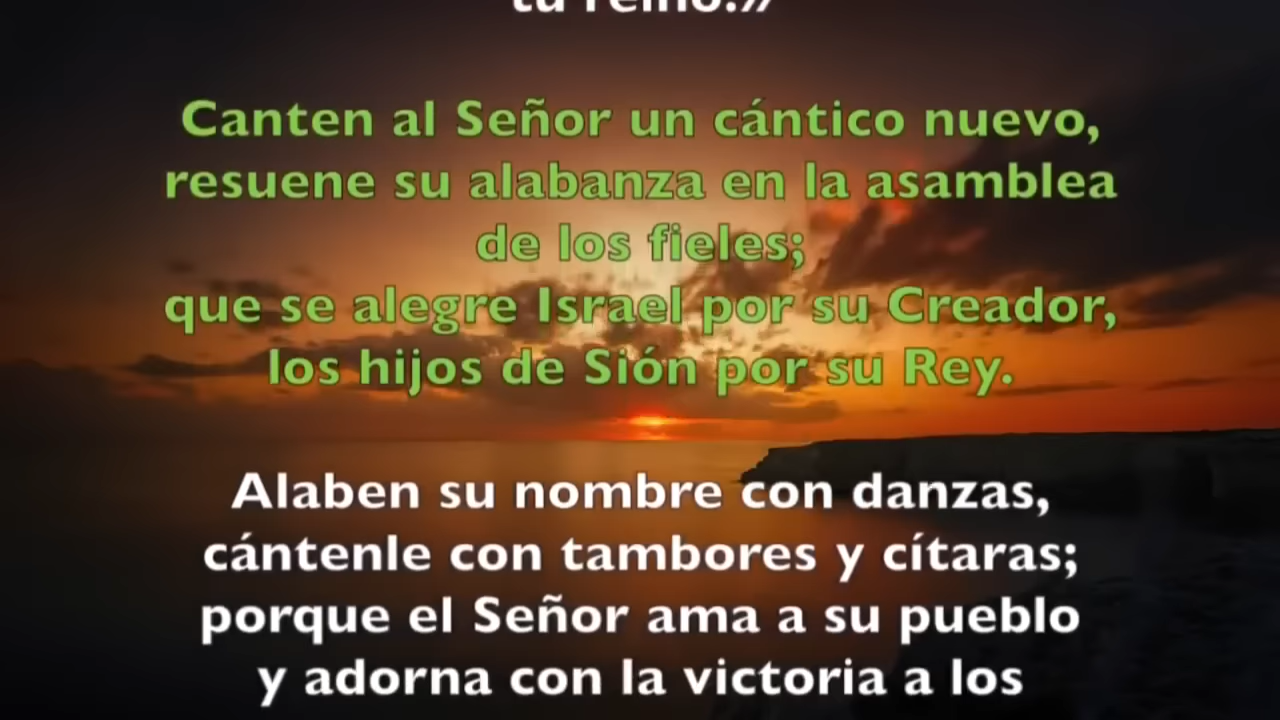 tu reino.»
Canten al Señor un cántico nuevo,
resuene su alabanza en la asamblea
de los fieles;
que se alegre Israel por su Creador,
los hijos de Sión por su Rey.
Alaben su nombre con danzas,
cántenle con tambores y cítaras;
porque el Señor ama a su pueblo
y adorna con la victoria a los